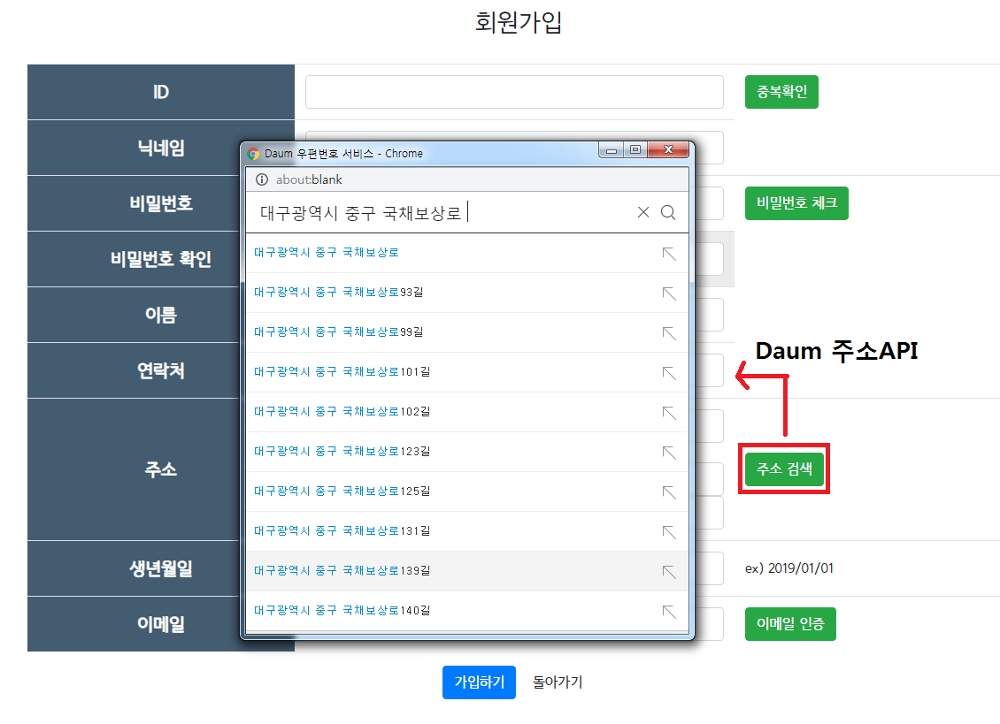 회원가입
ID
중복확인
닉네임
Daum 우편번호 서비스 - Chrome
about:blank
비밀번호
비밀번호 체크
대구광역시 중구 국채보상로
비밀번호 확인
대구광역시 중구 국채보상로
대구광역시 중구 국채보상로93길
이름
대구광역시 중구 국채보상로99길
Daum 주소API
연락처
대구광역시 중구 국채보상로101길
대구광역시 중구 국채보상로102길
대구광역시 중구 국채보상로123길
주소
주소 검색
대구광역시 중구 국채보상로125길
대구광역시 중구 국채보상로131길
생년월일
대구광역시 중구 국채보상로139길
ex) 2019/01/01
대구광역시 중구 국채보상로140길
이메일
이메일 인증
가입하기
돌아가기